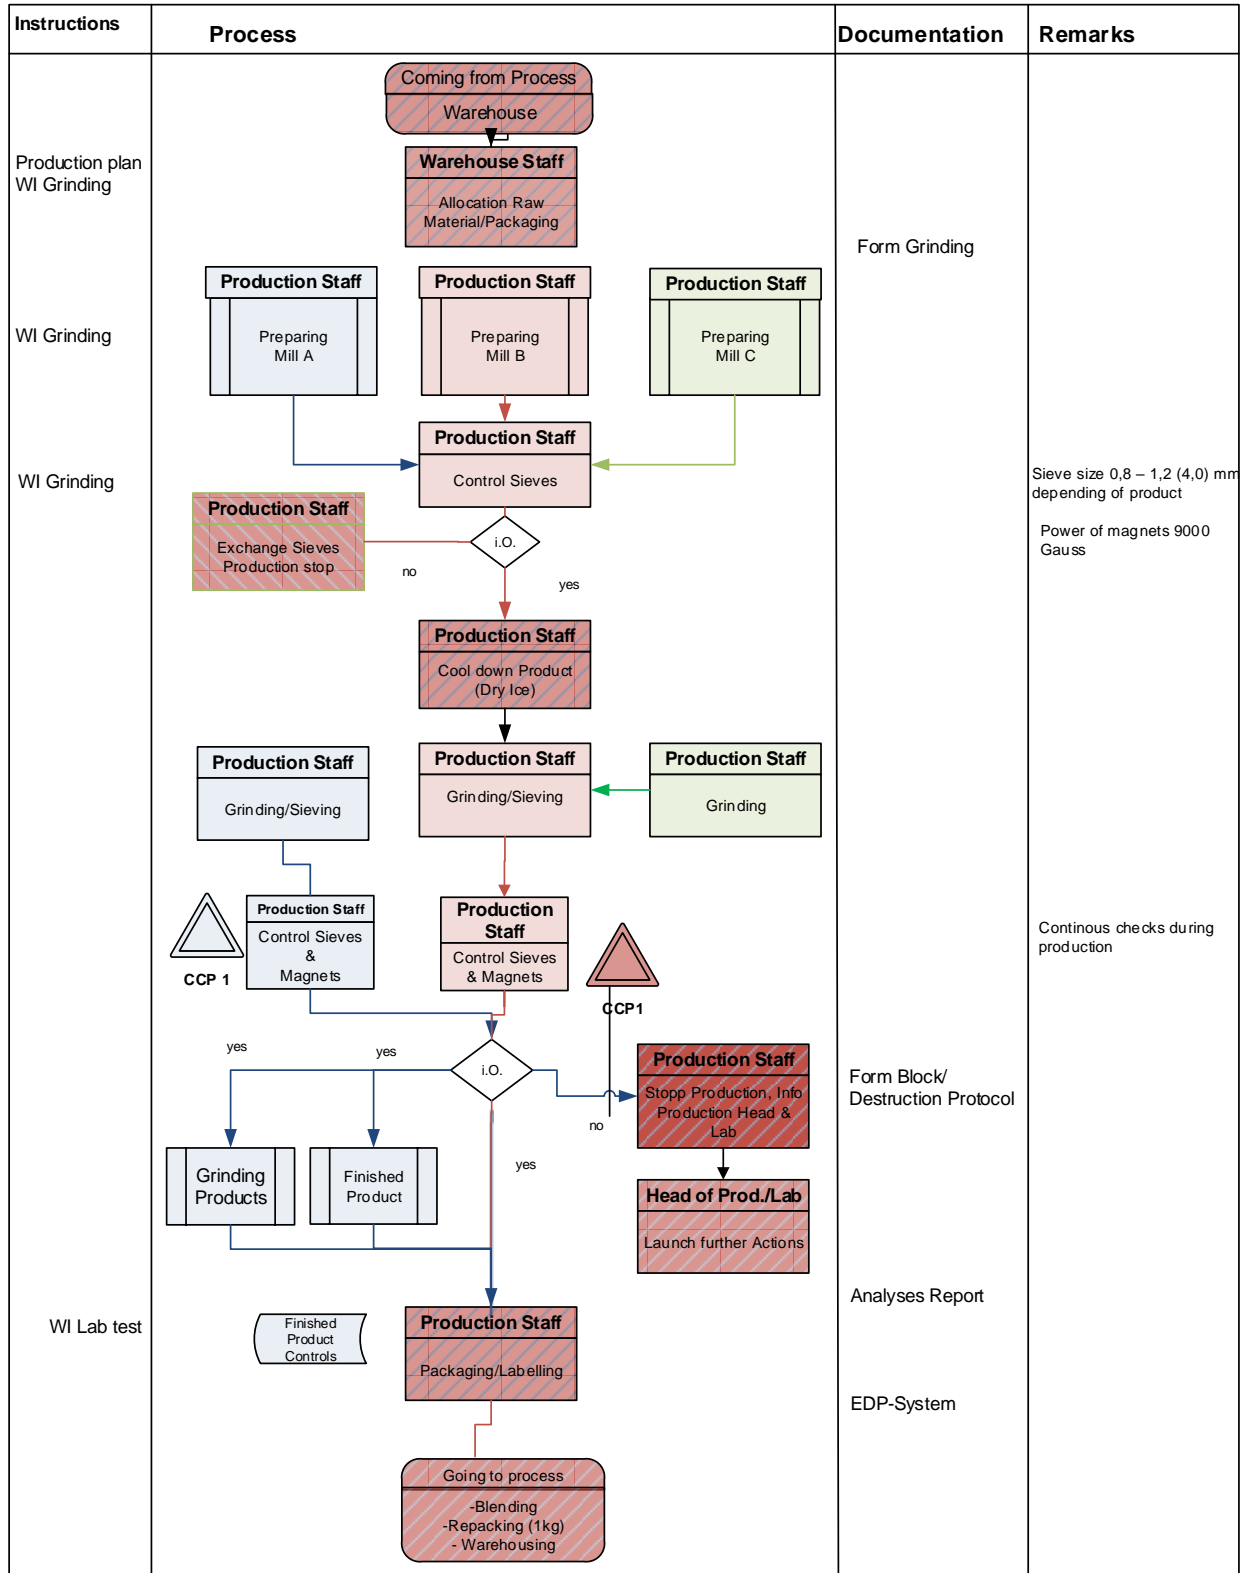 Instructions
Process
Documentation
Remarks
Coming from Process
Warehouse
Production plan
WI Grinding
Warehouse Staff
Allocation Raw
Material/Packaging
Form Grinding
Production Staff
Production Staff
Production Staff
WI Grinding
Preparing
Mill A
Preparing
Mill B
Preparing
Mill C
Production Staff
Control Sieves
WI Grinding
Sieve size 0,8 – 1,2 (4,0) mm
depending of product
Power of magnets 9000
Gauss
Production Staff
Exchange Sieves
Production stop
i.O.
no
yes
Production Staff
Cool down Product
(Dry Ice)
Production Staff
Grinding/Sieving
Production Staff
Grinding/Sieving
Production Staff
Grinding
CCP 1
Production Staff
Control Sieves
&
Magnets
Production
Staff
Control Sieves
& Magnets
CCP1
Continous checks during
production
yes
yes
i.O.
no
yes
Production Staff
Stopp Production, Info
Production Head &
Lab
Form Block/
Destruction Protocol
Grinding
Products
Finished
Product
Head of Prod./Lab
Launch further Actions
Analyses Report
WI Lab test
Finished
Product
Controls
Production Staff
Packaging/Labelling
EDP-System
Going to process
-Blending
-Repacking (1kg)
- Warehousing